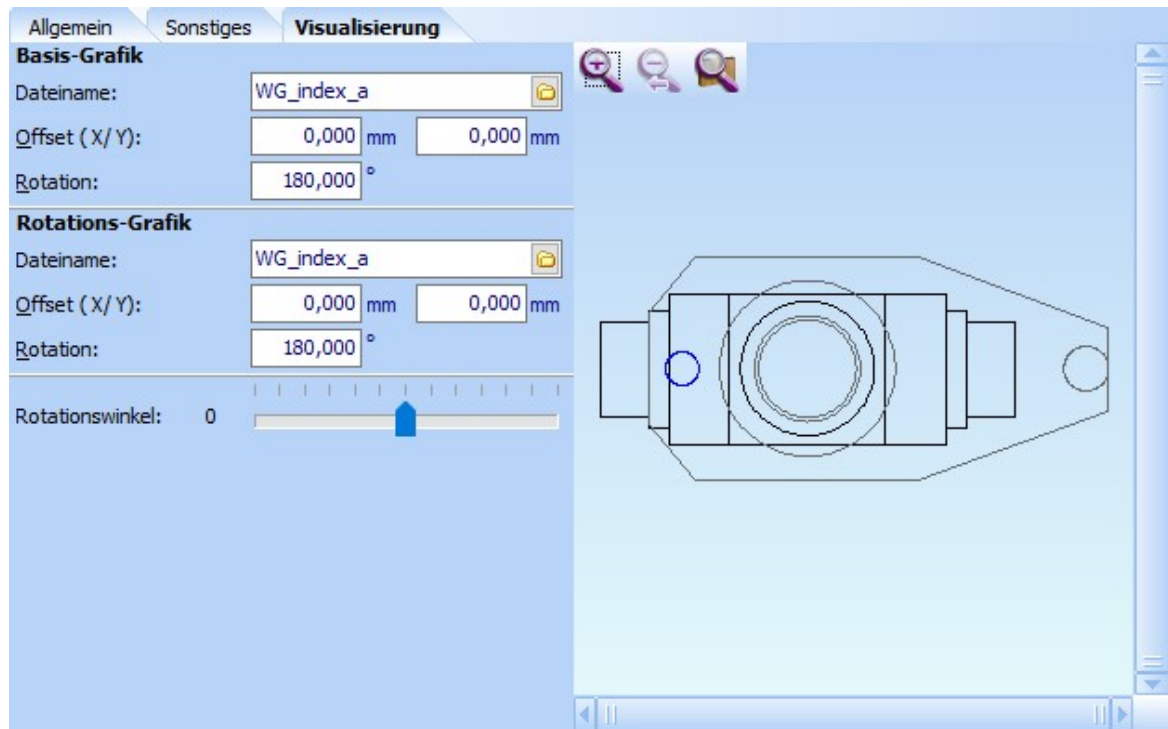 Allgemein Sonstiges Visualisierung
Basis-Grafik
Dateiname: WG_index_a
Offset ( X/ Y): 0,000 mm 0,000 mm
Rotation: 180,000 °
Rotations-Grafik
Dateiname: WG_index_a
Offset ( X/ Y): 0,000 mm 0,000 mm
Rotation: 180,000 °
Rotationswinkel: 0